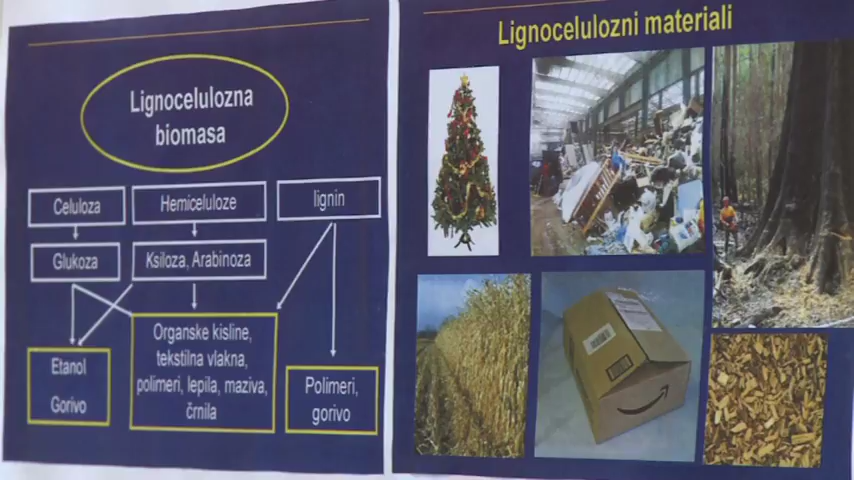 Lignocelulozna
biomasa
Celuloza
Hemiceluloze
lignin
Glukoza
Ksiloza, Arabinoza
Etanol
Gorivo
Organske kisline,
tekstilna vlakna,
polimeri, lepila, maziva,
črnila
Polimeri,
gorivo
Lignocelulozni materiali